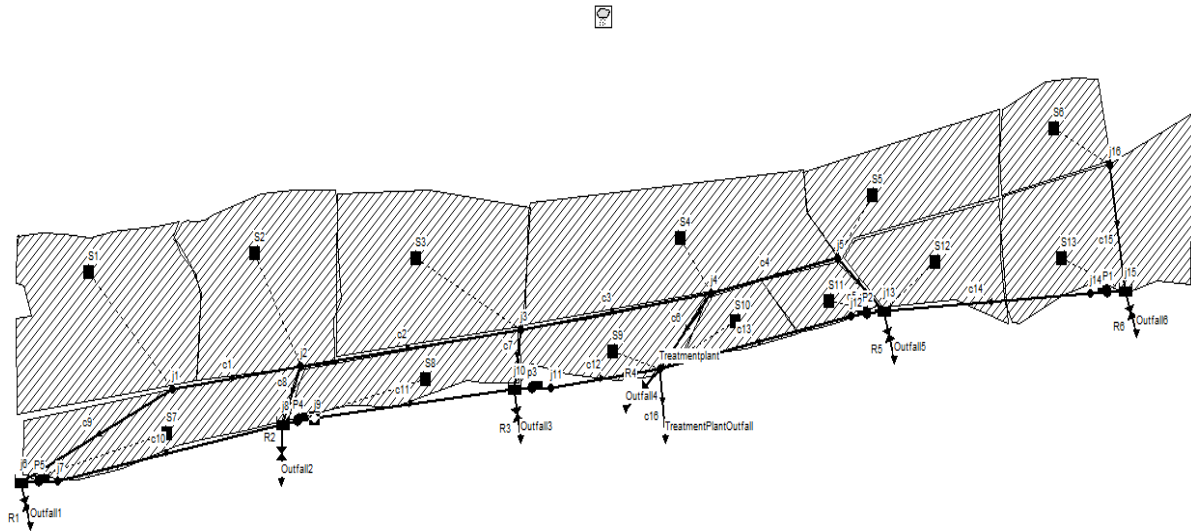 S6
j16
S5
S4
S2
S3
S1
j5
S12
S13
c15
c4
j4
c3
S11
P2
j14
P1
j15
c14
j12
j13
S10
c6
j3
c2
c13
Outfall6
R6
c7
S9
Treatmentplant
Outfall5
R5
j2
c1
j1
c8
S8
c11
j10
p3
j11
c12
R4
Outfall4
c16
TreatmentPlantOutfall
R3
Outfall3
j8
P4
j9
R2
c9
S7
c10
Outfall2
j6
P5
j7
R1
Outfall1